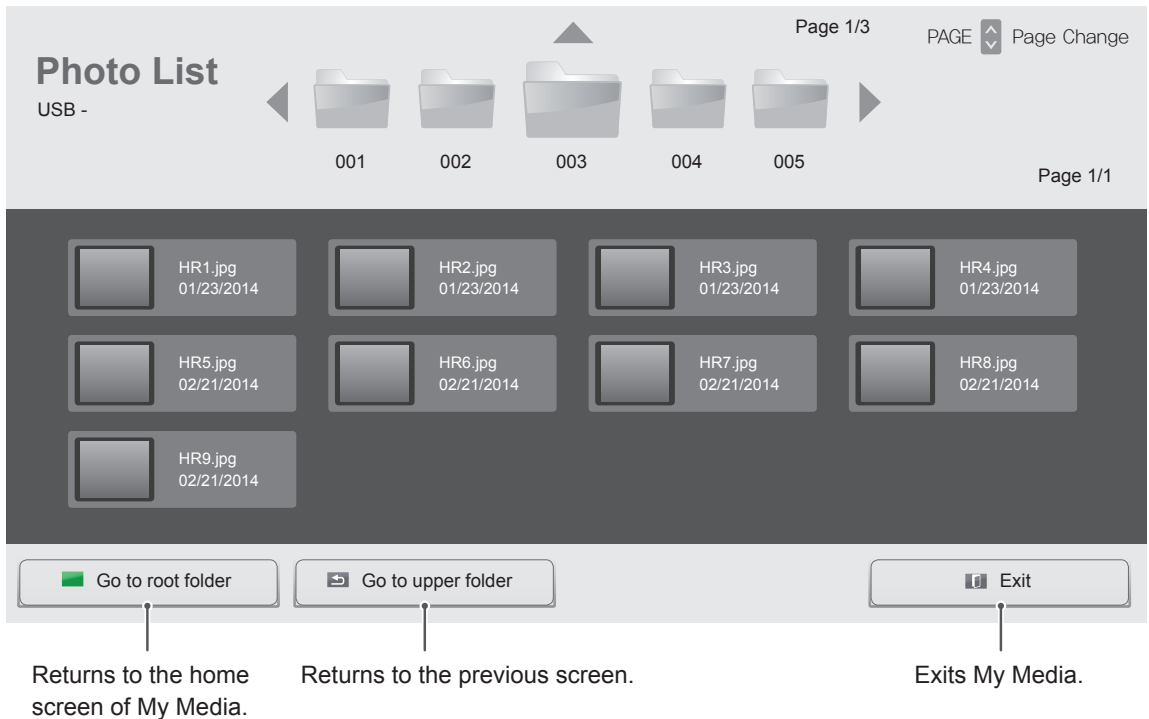 Page 1/3
PAGE Page Change
Photo List
USB -
001 002 003 004 005
Page 1/1
HR1.jpg
01/23/2014
HR2.jpg
01/23/2014
HR3.jpg
01/23/2014
HR4.jpg
01/23/2014
HR5.jpg
02/21/2014
HR6.jpg
02/21/2014
HR7.jpg
02/21/2014
HR8.jpg
02/21/2014
HR9.jpg
02/21/2014
Go to root folder
Go to upper folder
Exit
Returns to the home
screen of My Media.
Returns to the previous screen.
Exits My Media.